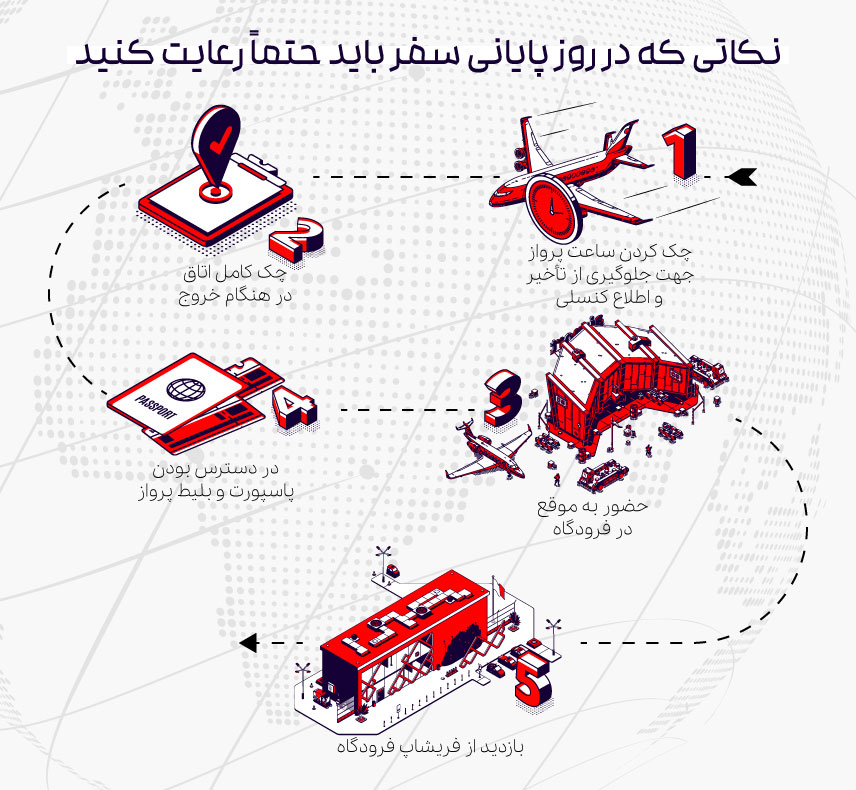 نکاتی که در روز پایانی سفر باید حتماً رعایت کنید
1
چک کردن ساعت پرواز
جهت جلوگیری از تأخیر
و اطلاع کنسلی
2
چک کامل اتاق
در هنگام خروج
3
حضور به موقع
در فرودگاه
4
PASSPORT
در دسترس بودن
پاسپورت و بلیط پرواز
5
بازدید از فریشاپ فرودگاه